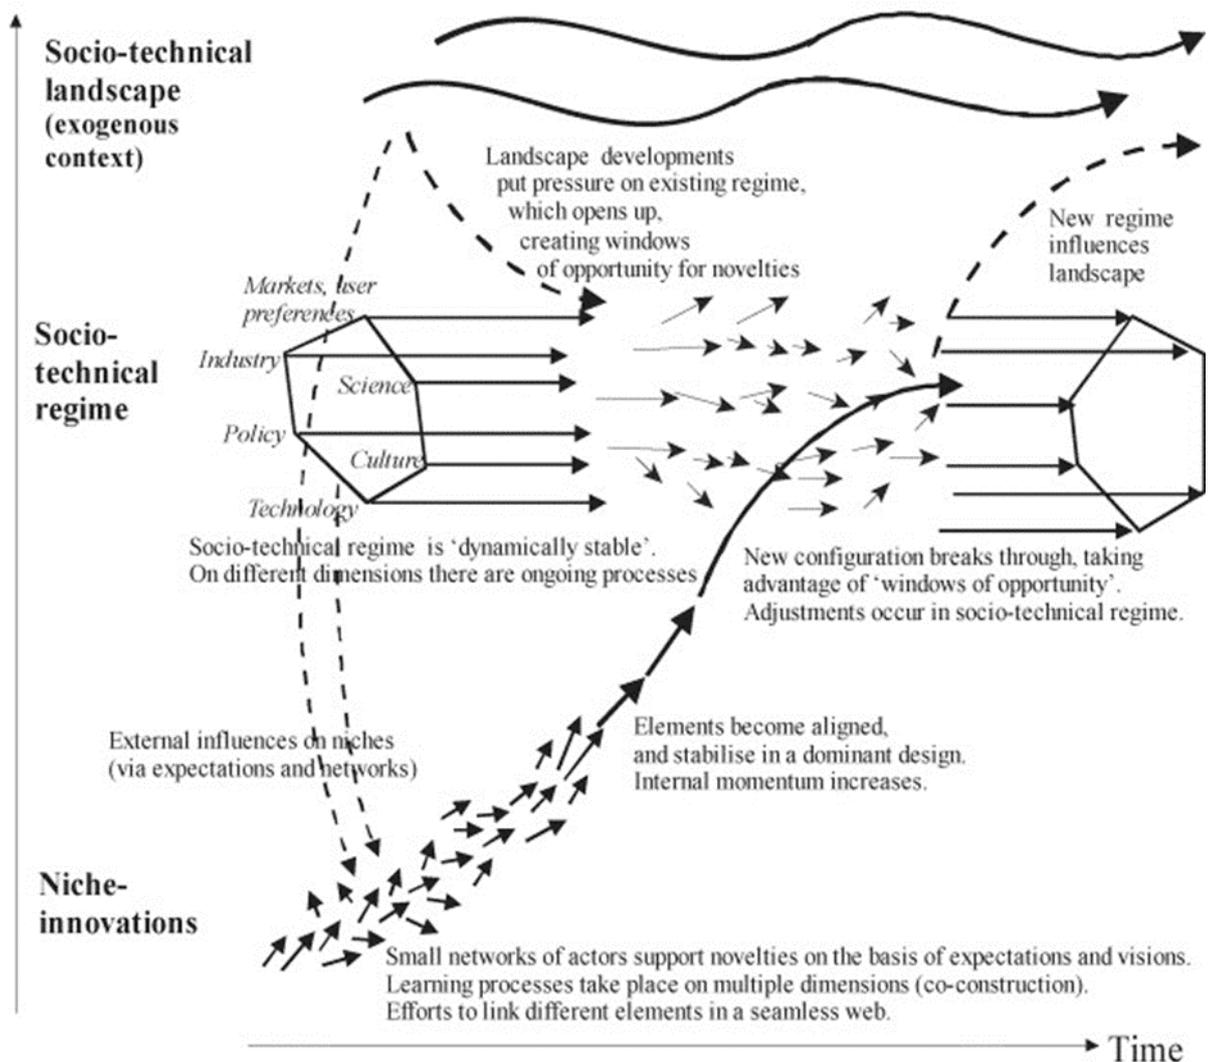 Socio-technical
landscape
(exogenous
context)
Landscape developments
put pressure on existing regime,
which opens up,
creating windows
of opportunity for novelties
New regime
influences
landscape
Markets, user
preferences
Socio-
technical
regime
Industry
Science
Policy
Culture
Technology
Socio-technical regime is ‘dynamically stable’.
On different dimensions there are ongoing processes
New configuration breaks through, taking
advantage of ‘windows of opportunity’.
Adjustments occur in socio-technical regime.
Elements become aligned,
and stabilise in a dominant design.
Internal momentum increases.
External influences on niches
(via expectations and networks)
Niche-
innovations
Small networks of actors support novelties on the basis of expectations and visions.
Learning processes take place on multiple dimensions (co-construction).
Efforts to link different elements in a seamless web.
Time